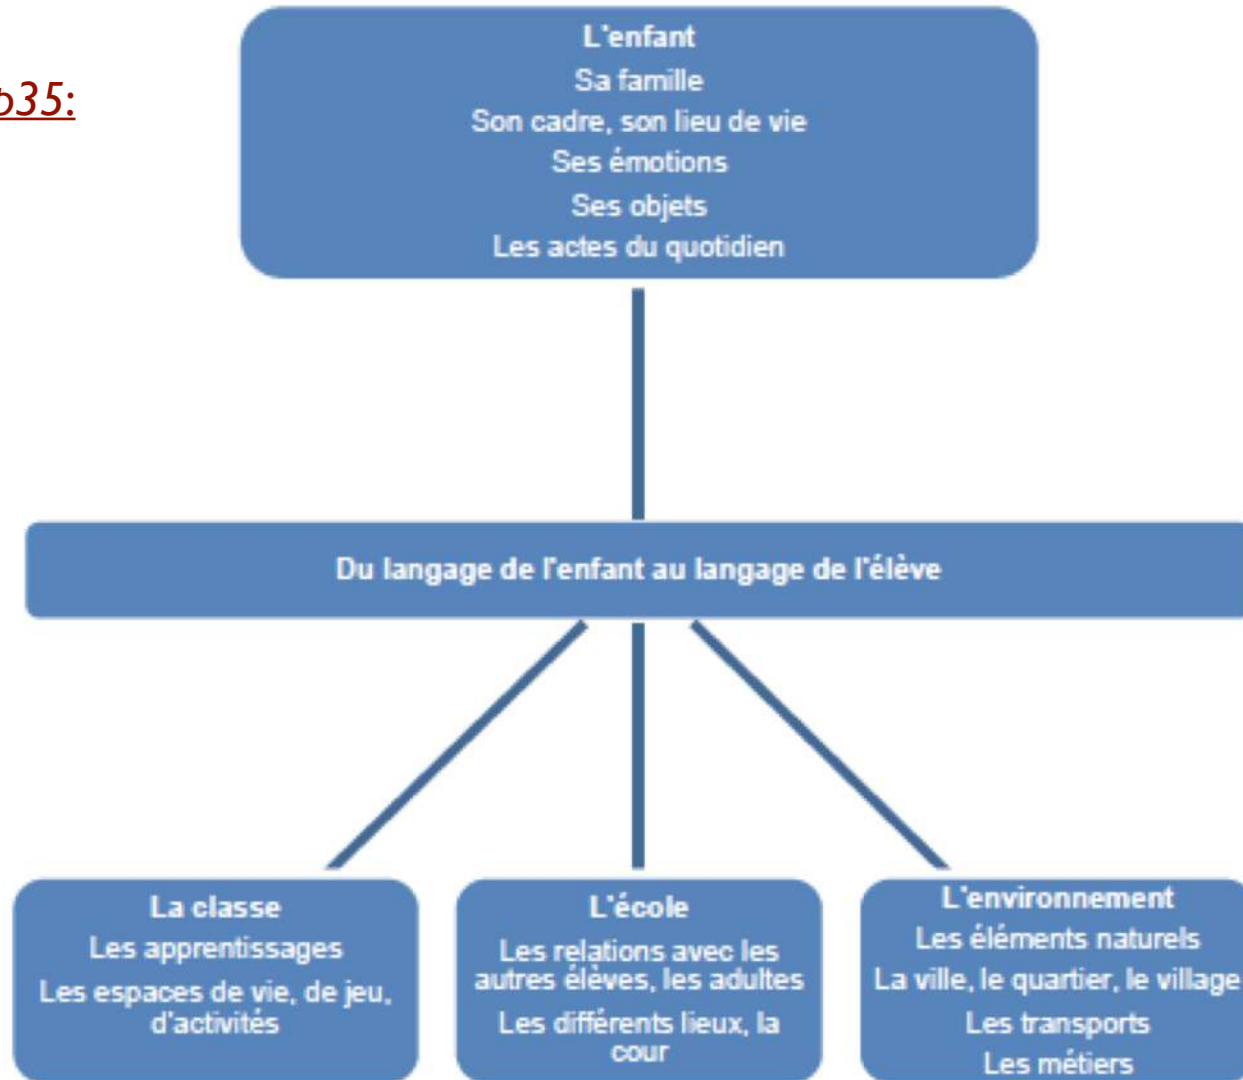 p35:
L'enfant
Sa famille
Son cadre, son lieu de vie
Ses émotions
Ses objets
Les actes du quotidien
Du langage de l'enfant au langage de l'élève
La classe
Les apprentissages
Les espaces de vie, de jeu,
d'activités
L'école
Les relations avec les
autres élèves, les adultes
Les différents lieux, la
cour
L'environnement
Les éléments naturels
La ville, le quartier, le village
Les transports
Les métiers